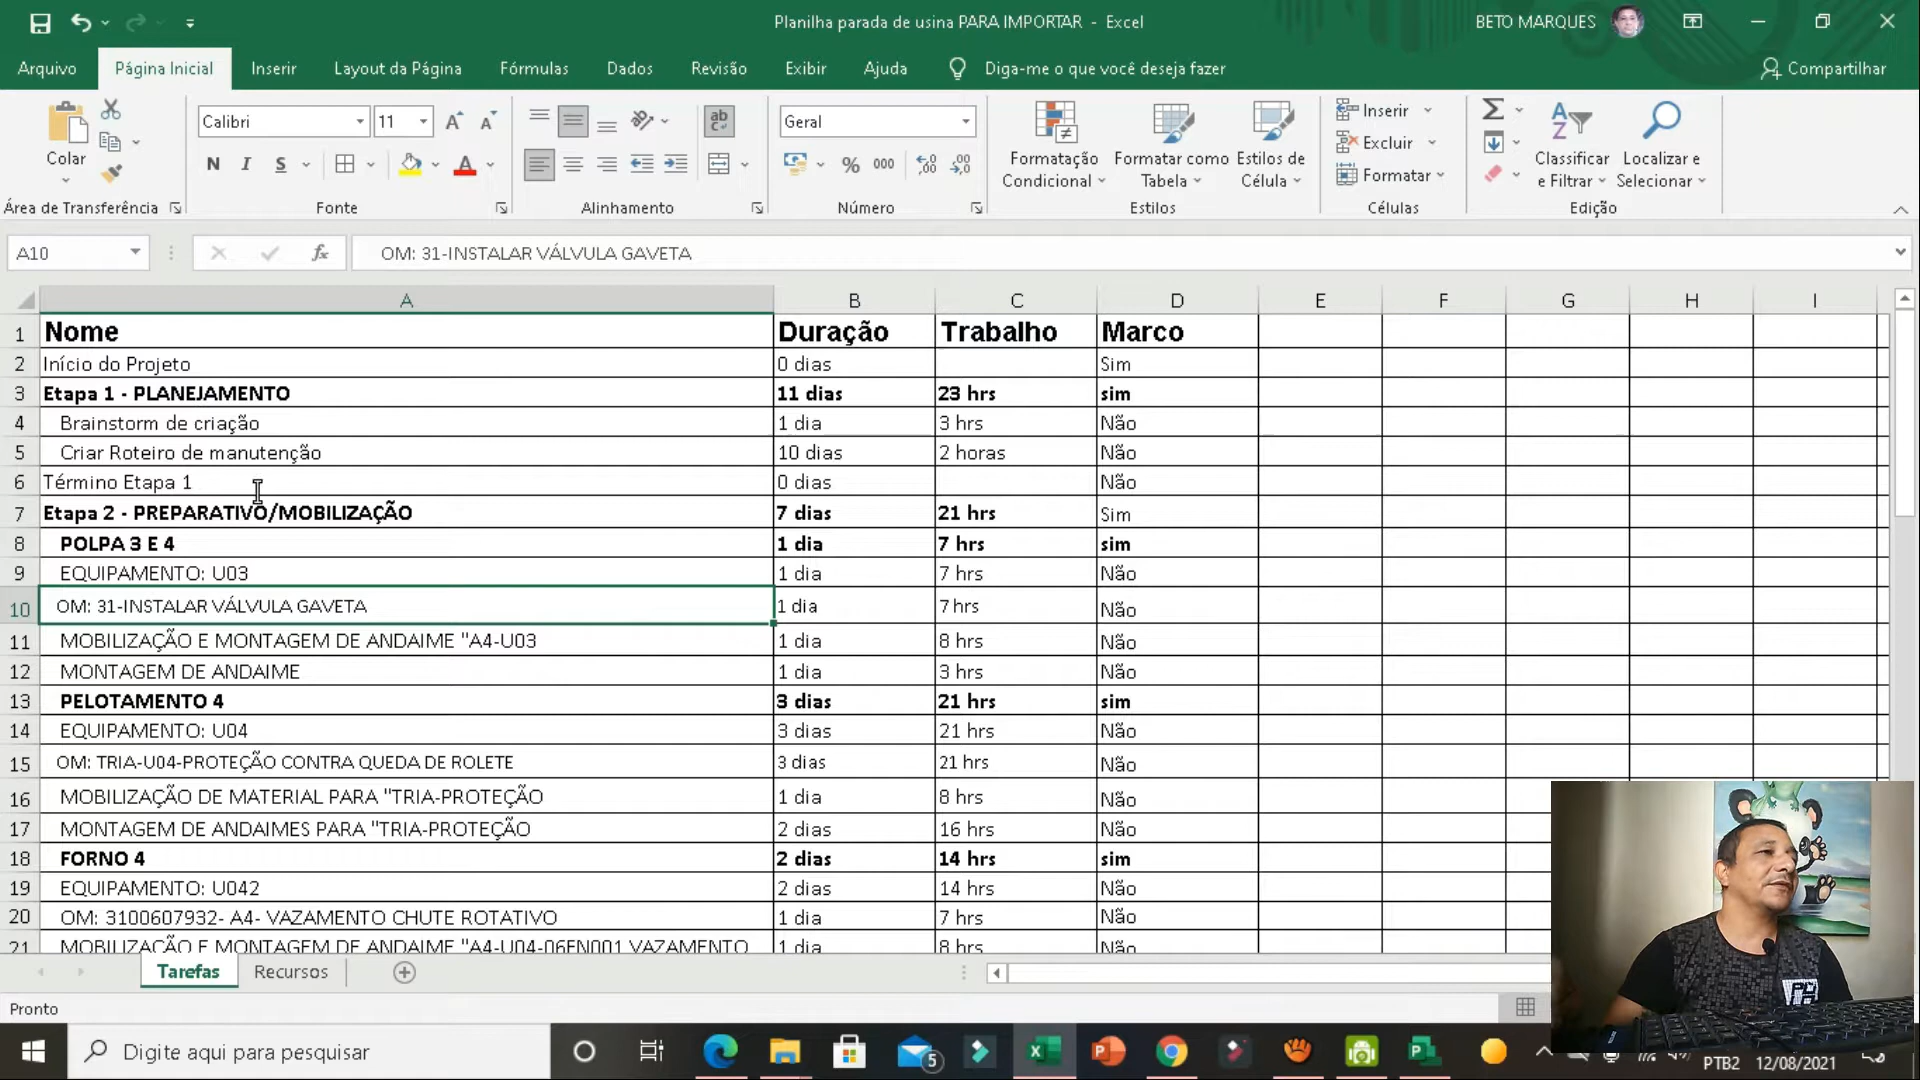 Planilha parada de usina PARA IMPORTAR - Excel
BETO MARQUES
Arquivo Página Inicial Inserir Layout da Página Fórmulas Dados Revisão Exibir Ajuda Diga-me o que você deseja fazer Compartilhar
Colar
Calibri 11
N I S
ab
Geral
% 000
Formatação Condicional
Formatar como Tabela
Estilos de Célula
Inserir
Excluir
Formatar
Classificar e Filtrar
Localizar e Selecionar
Área de Transferência Fonte Alinhamento Número Estilos Células Edição
A10 fx OM: 31-INSTALAR VÁLVULA GAVETA
A B C D E F G H I
1 Nome Duração Trabalho Marco
2 Início do Projeto 0 dias Sim
3 Etapa 1 - PLANEJAMENTO 11 dias 23 hrs sim
4 Brainstorm de criação 1 dia 3 hrs Não
5 Criar Roteiro de manutenção 10 dias 2 horas Não
6 Término Etapa 1 0 dias Não
7 Etapa 2 - PREPARATIVO/MOBILIZAÇÃO 7 dias 21 hrs Sim
8 POLPA 3 E 4 1 dia 7 hrs sim
9 EQUIPAMENTO: U03 1 dia 7 hrs Não
10 OM: 31-INSTALAR VÁLVULA GAVETA 1 dia 7 hrs Não
11 MOBILIZAÇÃO E MONTAGEM DE ANDAIME "A4-U03 1 dia 8 hrs Não
12 MONTAGEM DE ANDAIME 1 dia 3 hrs Não
13 PELOTAMENTO 4 3 dias 21 hrs sim
14 EQUIPAMENTO: U04 3 dias 21 hrs Não
15 OM: TRIA-U04-PROTEÇÃO CONTRA QUEDA DE ROLETE 3 dias 21 hrs Não
16 MOBILIZAÇÃO DE MATERIAL PARA "TRIA-PROTEÇÃO 1 dia 8 hrs Não
17 MONTAGEM DE ANDAIMES PARA "TRIA-PROTEÇÃO 2 dias 16 hrs Não
18 FORNO 4 2 dias 14 hrs sim
19 EQUIPAMENTO: U042 2 dias 14 hrs Não
20 OM: 3100607932- A4- VAZAMENTO CHUTE ROTATIVO 1 dia 7 hrs Não
21 MOBILIZAÇÃO E MONTAGEM DE ANDAIME "A4-U04-06FN001 VAZAMENTO 1 dia 8 hrs Não
Tarefas Recursos
Pronto
Digite aqui para pesquisar
5
PTB2 12/08/2021